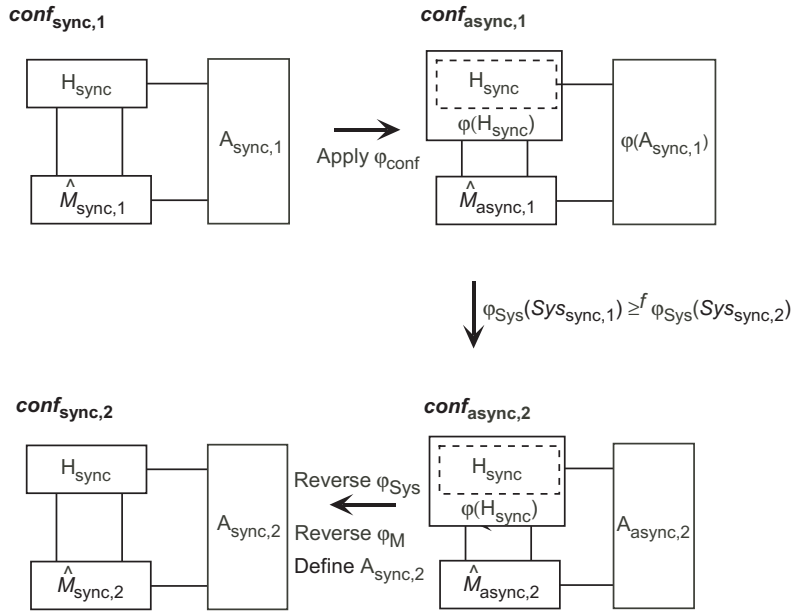 conf_sync,1
conf_async,1
H_sync
A_sync,1
M̂_sync,1
Apply φ_conf
H_sync
φ(H_sync)
φ(A_sync,1)
M̂_async,1
φ_Sys(Sys_sync,1) ≥^f φ_Sys(Sys_sync,2)
conf_sync,2
conf_async,2
H_sync
A_sync,2
M̂_sync,2
Reverse φ_Sys
Reverse φ_M
Define A_sync,2
H_sync
φ(H_sync)
A_async,2
M̂_async,2